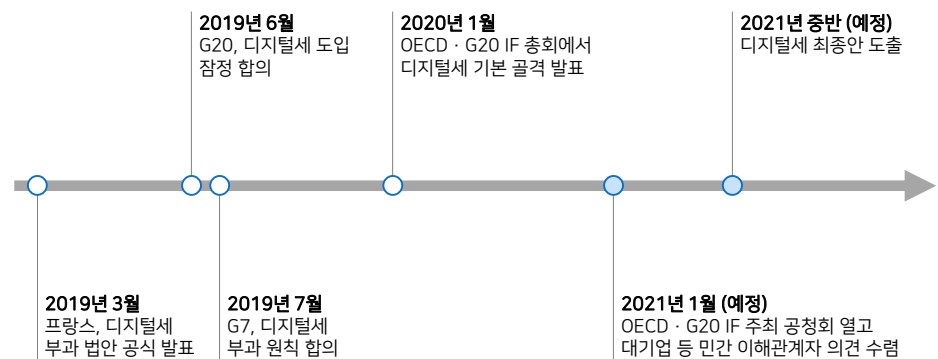 2019년 6월
G20, 디지털세 도입
잠정 합의
2020년 1월
OECD · G20 IF 총회에서
디지털세 기본 골격 발표
2021년 중반 (예정)
디지털세 최종안 도출
2019년 3월
프랑스, 디지털세
부과 법안 공식 발표
2019년 7월
G7, 디지털세
부과 원칙 합의
2021년 1월 (예정)
OECD · G20 IF 주최 공청회 열고
대기업 등 민간 이해관계자 의견 수렴